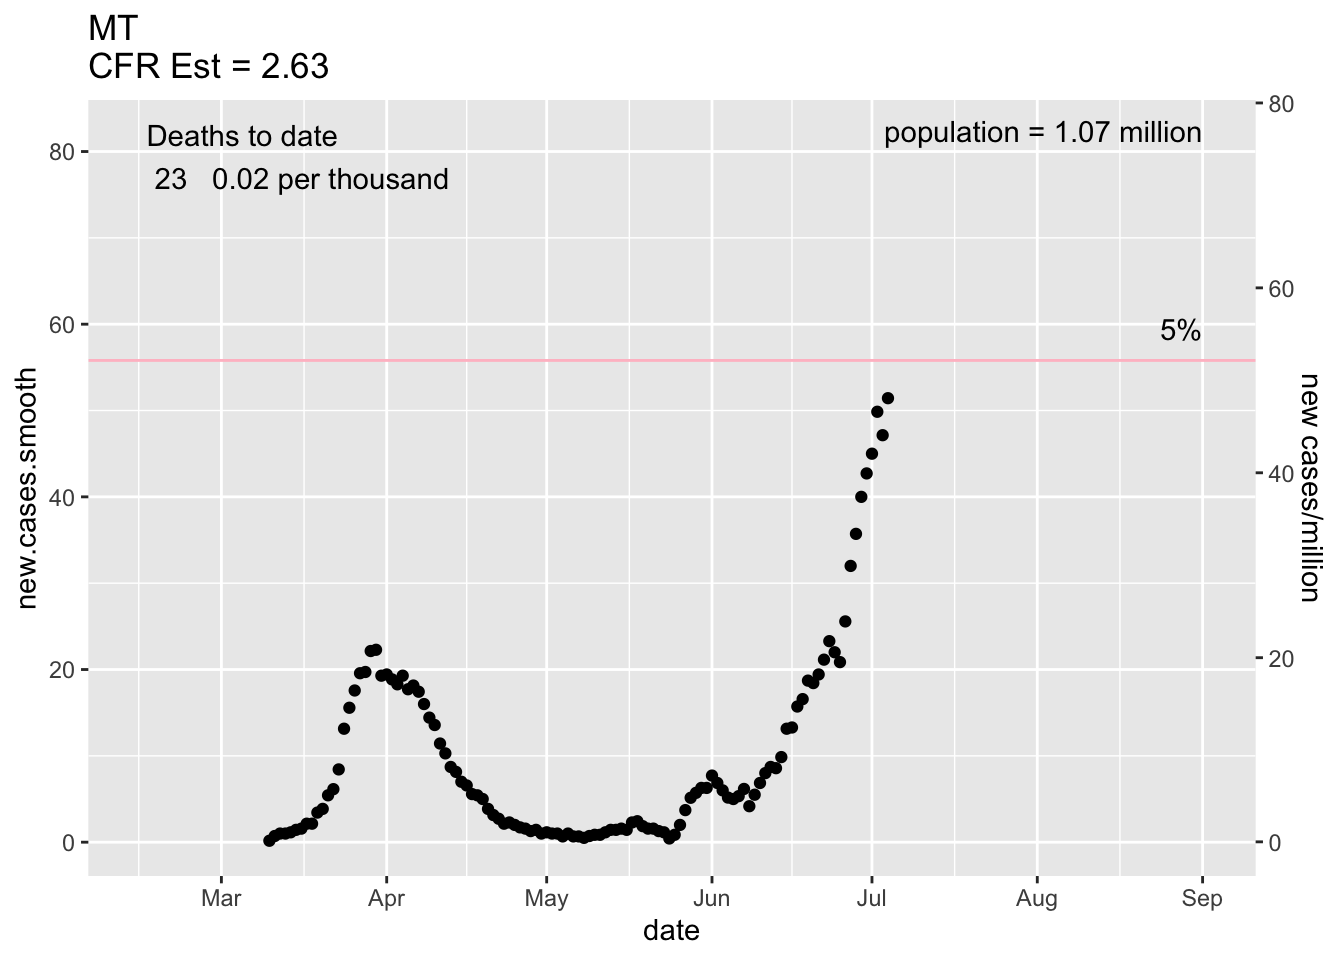 MT
CFR Est = 2.63
Deaths to date
23 0.02 per thousand
population = 1.07 million
5%
80
60
40
20
0
new.cases.smooth
80
60
40
20
0
new cases/million
Mar Apr May Jun Jul Aug Sep
date